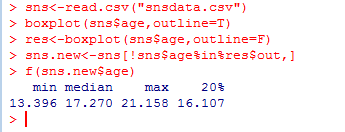 > sns<-read.csv("snsdata.csv")
> boxplot(sns$age,outline=T)
> res<-boxplot(sns$age,outline=F)
> sns.new<-sns[!sns$age%in%res$out,]
> f(sns.new$age)
min median max 20%
13.396 17.270 21.158 16.107
>